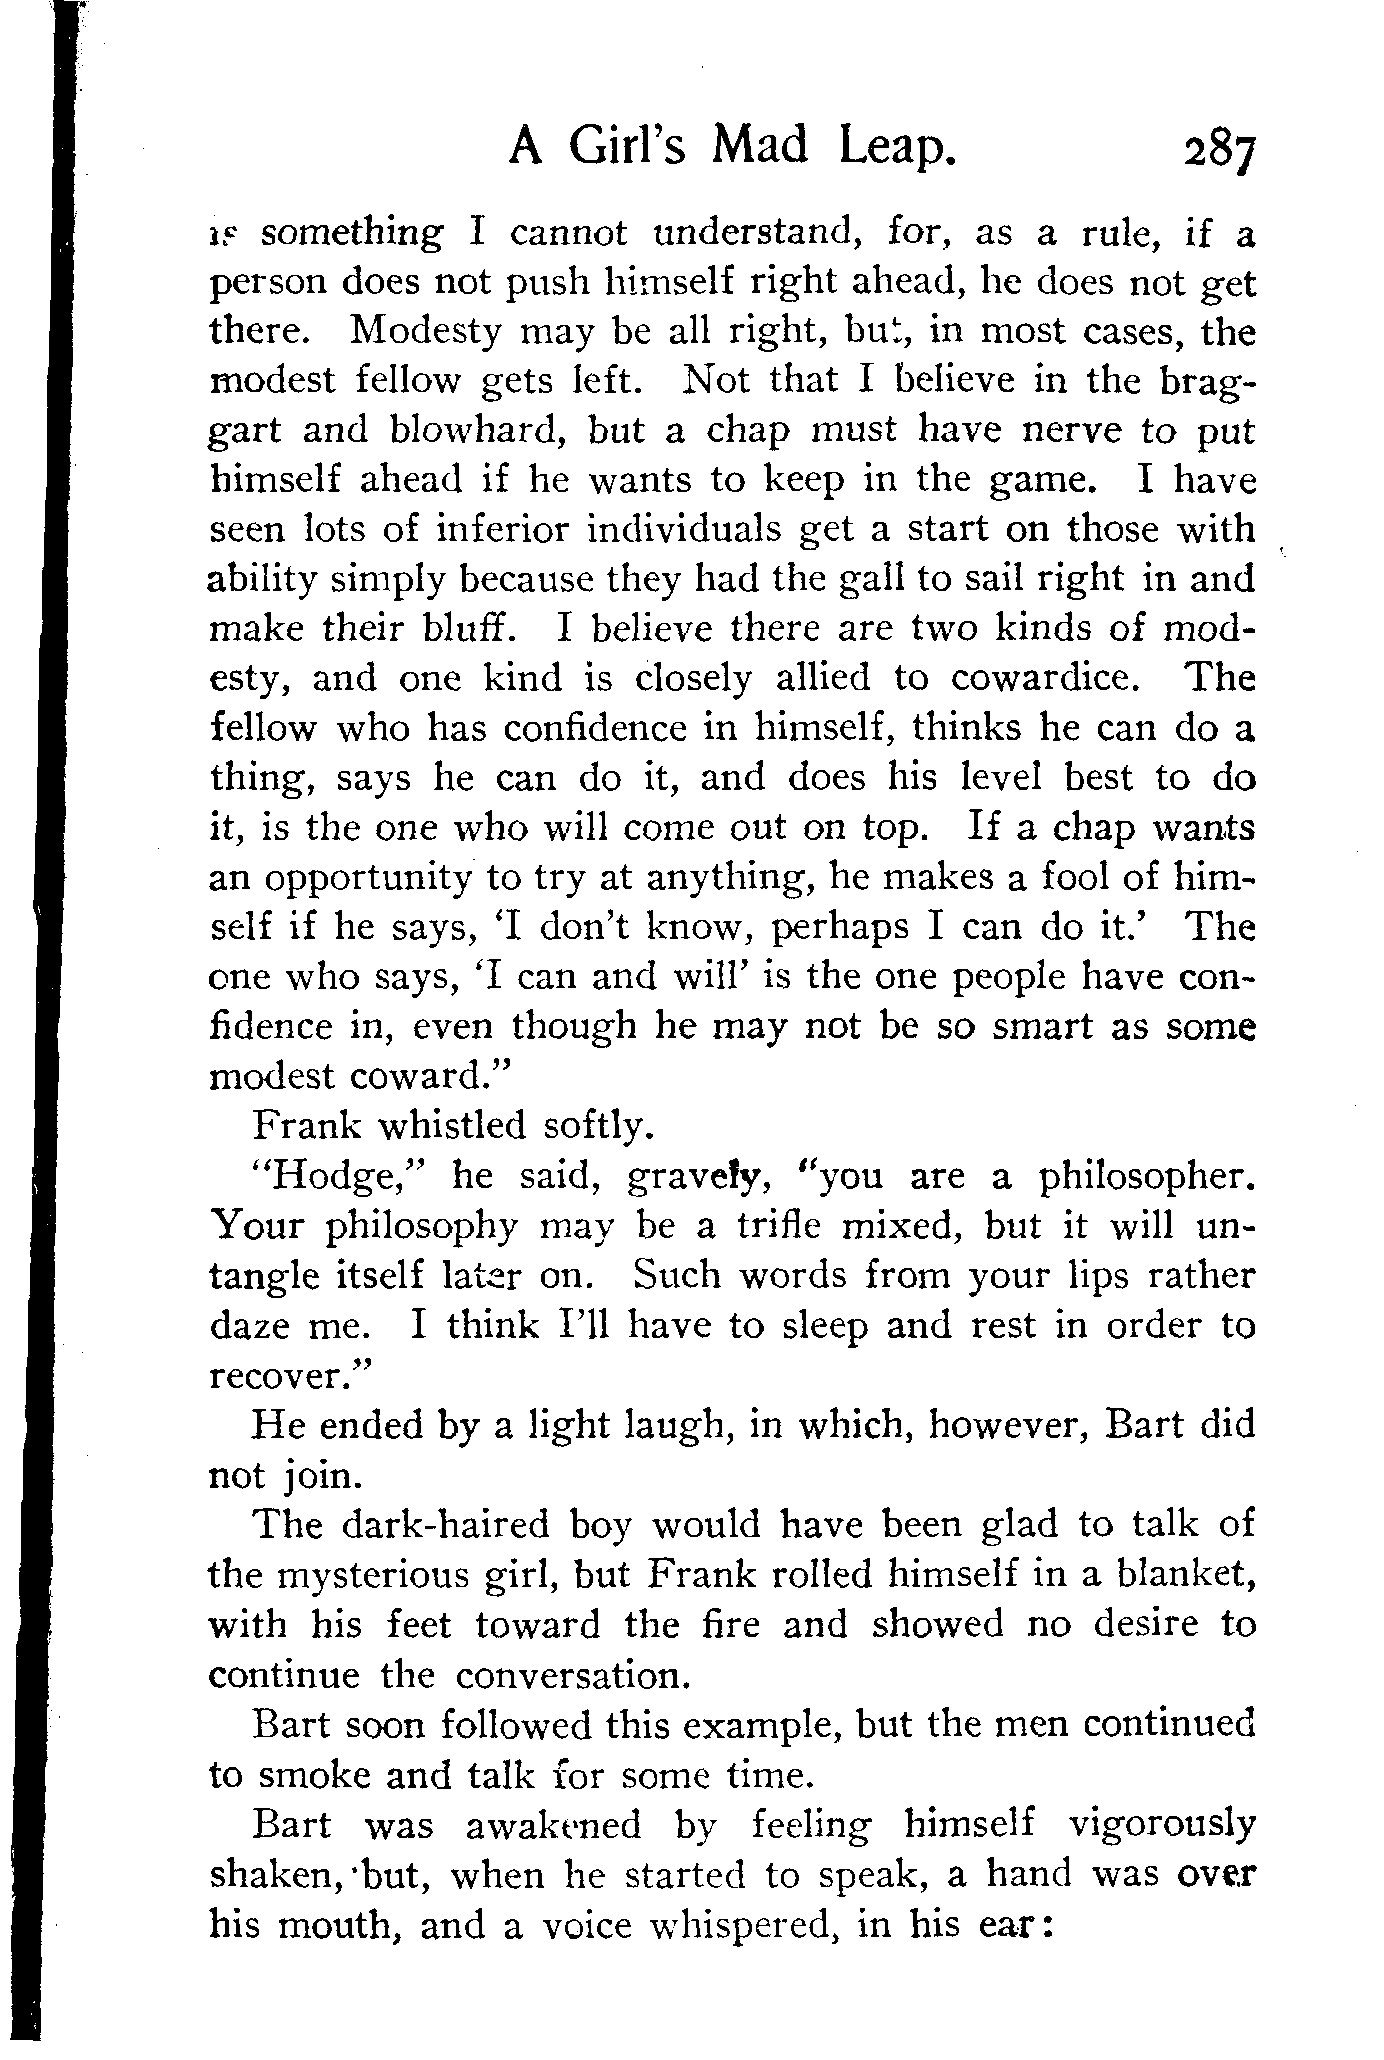 A Girl's Mad Leap. 287
is something I cannot understand, for, as a rule, if a
person does not push himself right ahead, he does not get
there. Modesty may be all right, but, in most cases, the
modest fellow gets left. Not that I believe in the brag-
gart and blowhard, but a chap must have nerve to put
himself ahead if he wants to keep in the game. I have
seen lots of inferior individuals get a start on those with
ability simply because they had the gall to sail right in and
make their bluff. I believe there are two kinds of mod-
esty, and one kind is closely allied to cowardice. The
fellow who has confidence in himself, thinks he can do a
thing, says he can do it, and does his level best to do
it, is the one who will come out on top. If a chap wants
an opportunity to try at anything, he makes a fool of him-
self if he says, 'I don't know, perhaps I can do it.' The
one who says, 'I can and will' is the one people have con-
fidence in, even though he may not be so smart as some
modest coward."
Frank whistled softly.
"Hodge," he said, gravely, "you are a philosopher.
Your philosophy may be a trifle mixed, but it will un-
tangle itself later on. Such words from your lips rather
daze me. I think I'll have to sleep and rest in order to
recover."
He ended by a light laugh, in which, however, Bart did
not join.
The dark-haired boy would have been glad to talk of
the mysterious girl, but Frank rolled himself in a blanket,
with his feet toward the fire and showed no desire to
continue the conversation.
Bart soon followed this example, but the men continued
to smoke and talk for some time.
Bart was awakened by feeling himself vigorously
shaken, but, when he started to speak, a hand was over
his mouth, and a voice whispered, in his ear: